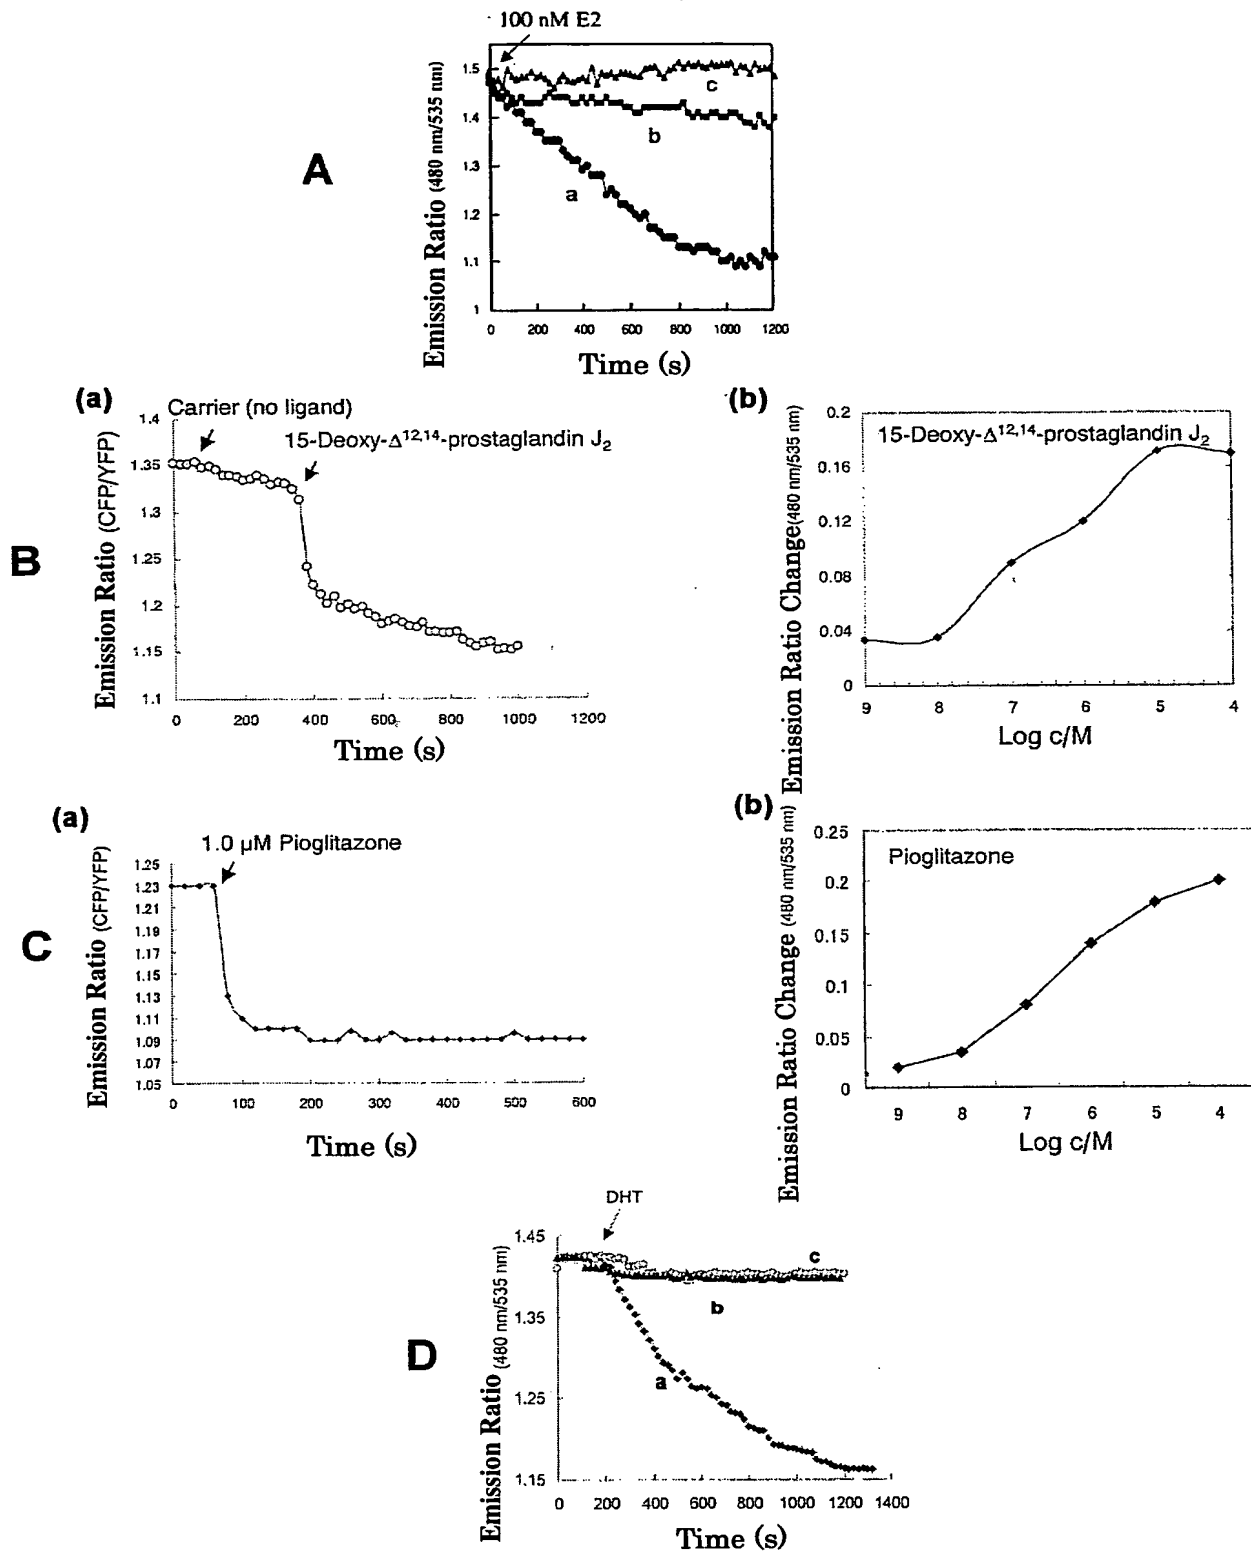 100 nM E2
A
Emission Ratio (480 nm/535 nm)
1.5
1.4
1.3
1.2
1.1
1
c
b
a
0 200 400 600 800 1000 1200
Time (s)
B
(a)
Carrier (no ligand)
15-Deoxy-Δ12,14-prostaglandin J2
Emission Ratio (CFP/YFP)
1.4
1.35
1.3
1.25
1.2
1.15
1.1
0 200 400 600 800 1000 1200
Time (s)
(b)
15-Deoxy-Δ12,14-prostaglandin J2
Emission Ratio Change(480 nm/535 nm)
0.2
0.16
0.12
0.08
0.04
0
9 8 7 6 5 4
Log c/M
C
(a)
1.0 µM Pioglitazone
Emission Ratio (CFP/YFP)
1.25
1.23
1.21
1.19
1.17
1.15
1.13
1.11
1.09
1.07
1.05
0 100 200 300 400 500 600
Time (s)
(b)
Pioglitazone
Emission Ratio Change (480 nm/535 nm)
0.25
0.2
0.15
0.1
0.05
0
9 8 7 6 5 4
Log c/M
D
DHT
Emission Ratio (480 nm/535 nm)
1.45
1.35
1.25
1.15
c
b
a
0 200 400 600 800 1000 1200 1400
Time (s)